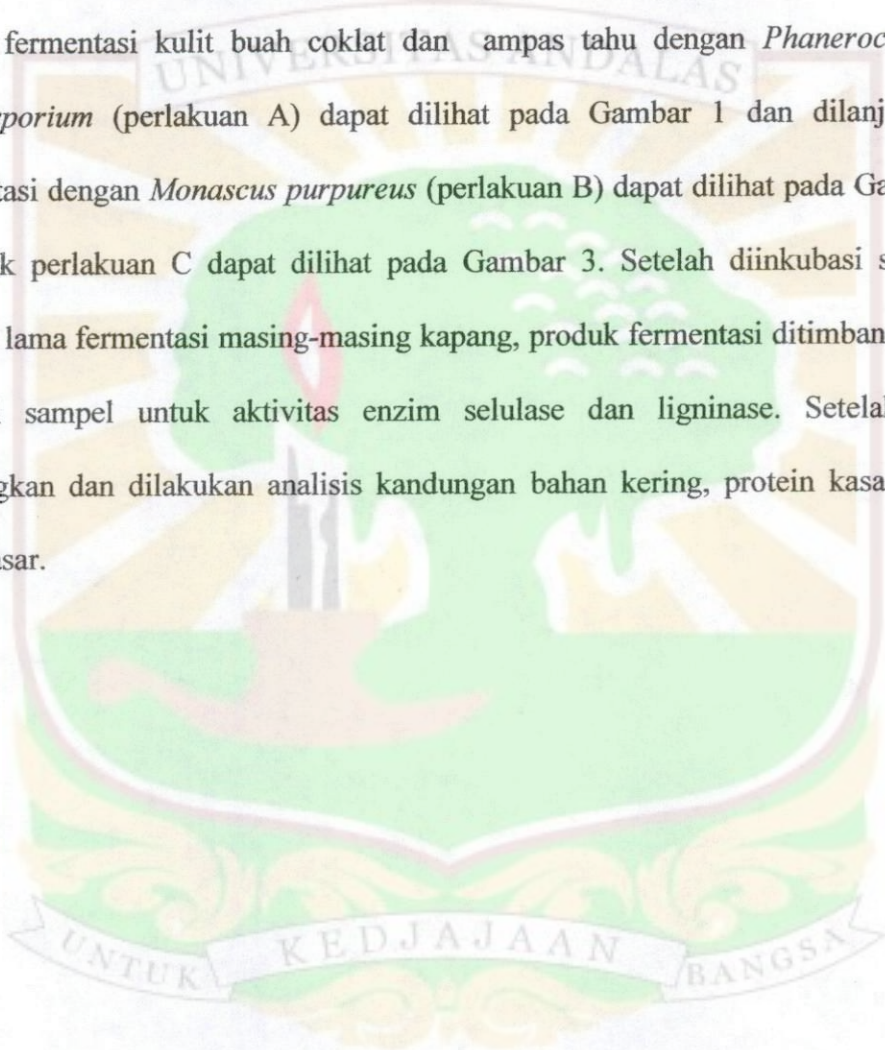 fermentasi kulit buah coklat dan ampas tahu dengan Phaneroc
porium (perlakuan A) dapat dilihat pada Gambar 1 dan dilanj
tasi dengan Monascus purpureus (perlakuan B) dapat dilihat pada Ga
k perlakuan C dapat dilihat pada Gambar 3. Setelah diinkubasi s
lama fermentasi masing-masing kapang, produk fermentasi ditimban
sampel untuk aktivitas enzim selulase dan ligninase. Setela
gkan dan dilakukan analisis kandungan bahan kering, protein kasa
asar.
UNIVERSITAS ANDALAS
UNTUK KEDJAJAAN BANGSA